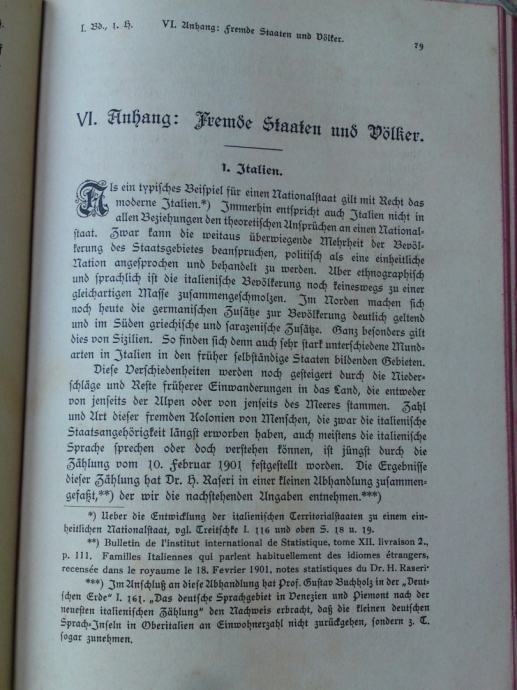 I. Bd., 1. H. VI. Anhang: Fremde Staaten und Völker. 79
VI. Anhang: Fremde Staaten und Völker.
1. Italien.
Als ein typisches Beispiel für einen Nationalstaat gilt mit Recht das
moderne Italien.*) Immerhin entspricht auch Italien nicht in
allen Beziehungen den theoretischen Ansprüchen an einen National-
staat. Zwar kann die weitaus überwiegende Mehrheit der Bevöl-
kerung des Staatsgebietes beanspruchen, politisch als eine einheitliche
Nation angesprochen und behandelt zu werden. Aber ethnographisch
und sprachlich ist die italienische Bevölkerung noch keineswegs zu einer
gleichartigen Masse zusammengeschmolzen. Im Norden machen sich
noch heute die germanischen Zusätze zur Bevölkerung deutlich geltend
und im Süden griechische und sarazenische Zusätze. Ganz besonders gilt
dies von Sizilien. So finden sich denn auch sehr stark unterschiedene Mund-
arten in Italien in den früher selbständige Staaten bildenden Gebieten.
Diese Verschiedenheiten werden noch gesteigert durch die Nieder-
schläge und Reste früherer Einwanderungen in das Land, die entweder
von jenseits der Alpen oder von jenseits des Meeres stammen. Zahl
und Art dieser fremden Kolonien von Menschen, die zwar die italienische
Staatsangehörigkeit längst erworben haben, auch meistens die italienische
Sprache sprechen oder doch verstehen können, ist jüngst durch die
Zählung vom 10. Februar 1901 festgestellt worden. Die Ergebnisse
dieser Zählung hat Dr. H. Raseri in einer kleinen Abhandlung zusammen-
gefaßt,**) der wir die nachstehenden Angaben entnehmen.***)
*) Ueber die Entwicklung der italienischen Territorialstaaten zu einem ein-
heitlichen Nationalstaat, vgl. Treitschke I. 116 und oben S. 18 u. 19.
**) Bulletin de l'institut international de Statistique, tome XII. livraison 2.,
p. 111. Familles Italiennes qui parlent habituellement des idiomes étrangers,
recensée dans le royaume le 18. Fevrier 1901, notes statistiques du Dr. H. Raseri.
***) Im Anschluß an diese Abhandlung hat Prof. Gustav Buchholz in der „Deut-
schen Erde“ I. 161. „Das deutsche Sprachgebiet in Venezien und Piemont nach der
neuesten italienischen Zählung“ den Nachweis erbracht, daß die kleinen deutschen
Sprach-Inseln in Oberitalien an Einwohnerzahl nicht zurückgehen, sondern z. T.
sogar zunehmen.